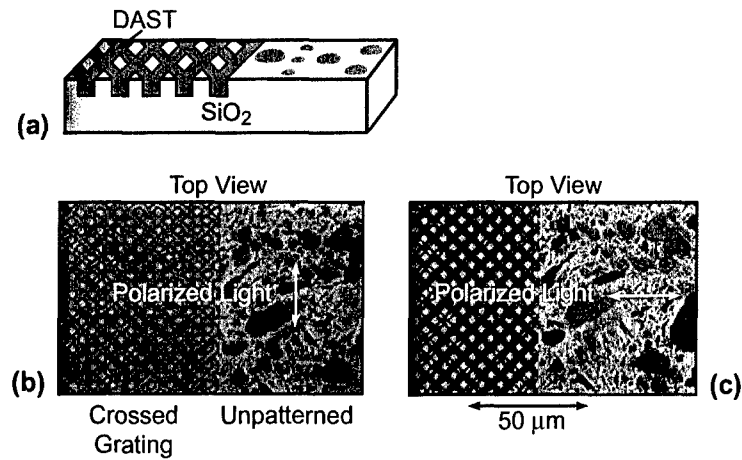 DAST
SiO₂
(a)
Top View
Polarized Light
(b)
Crossed
Grating
Unpatterned
Top View
Polarized Light
(c)
50 μm